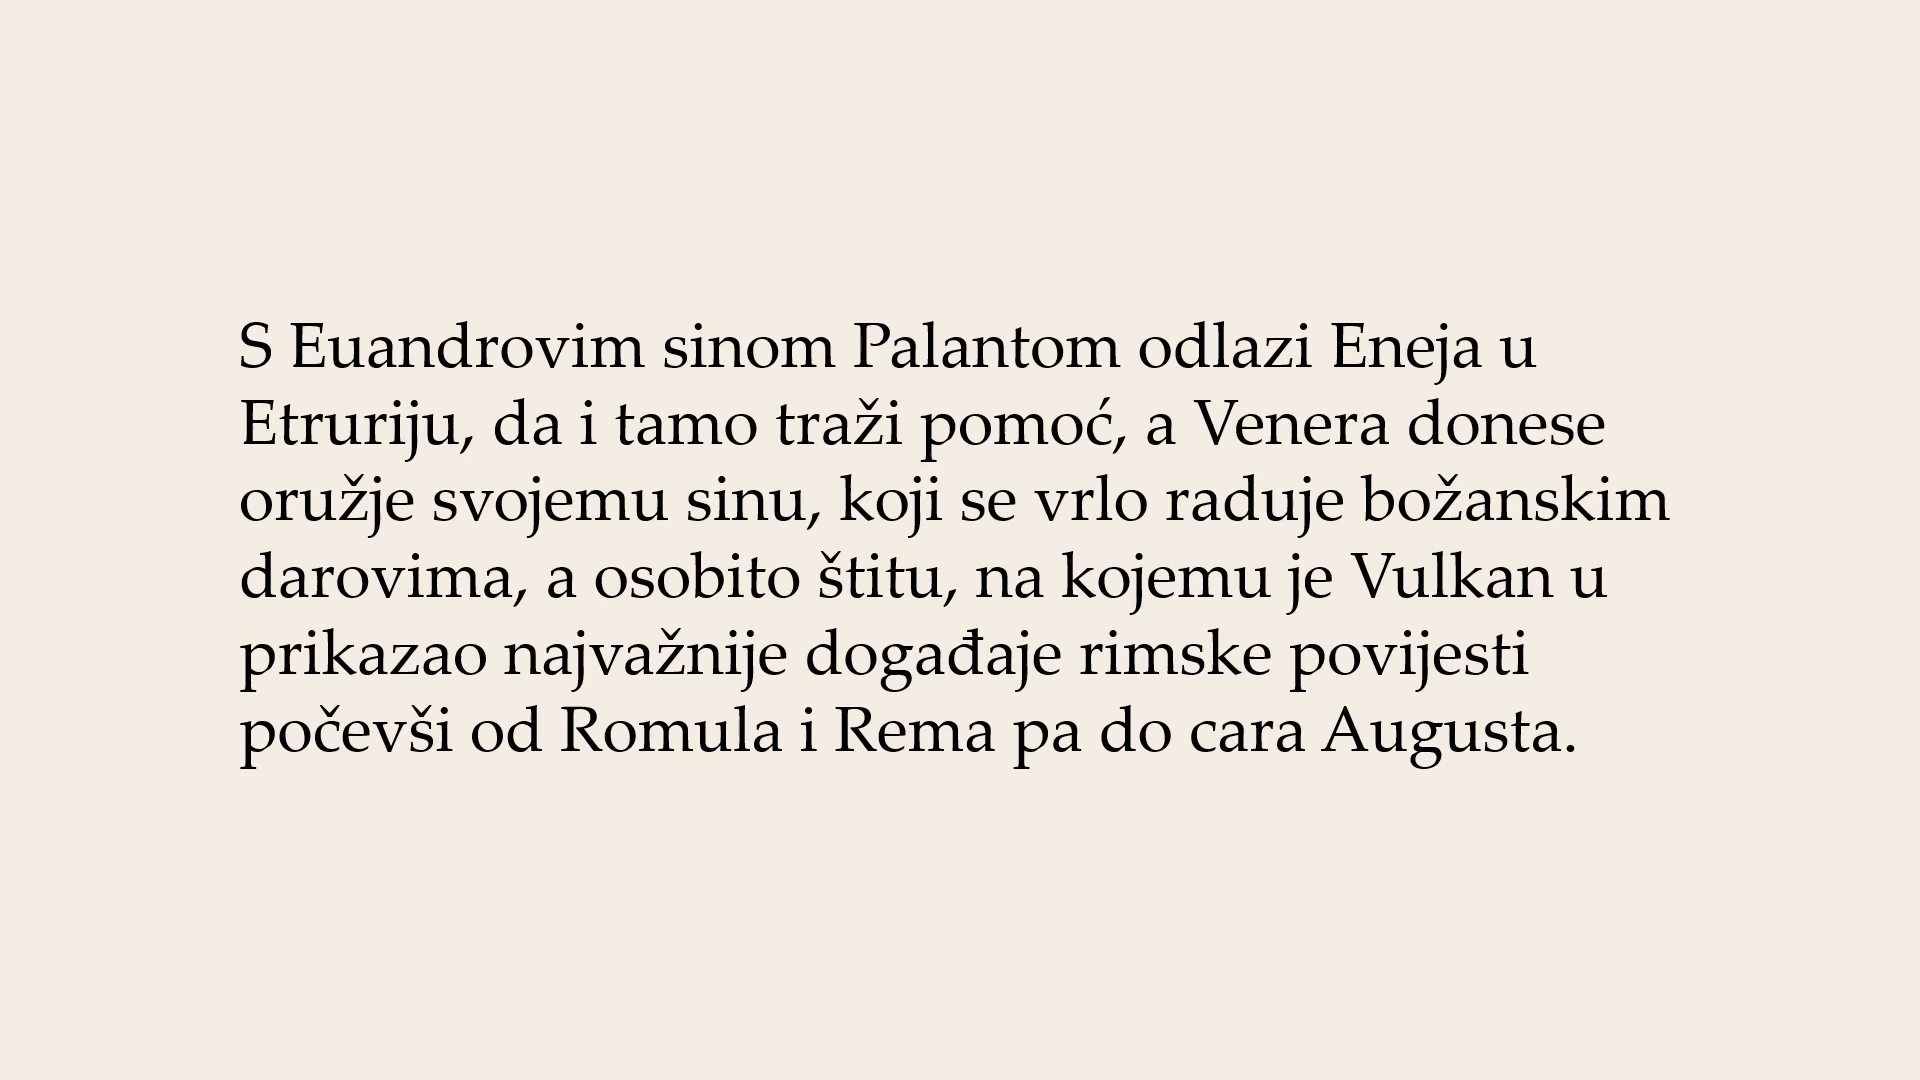 S Euandrovim sinom Palantom odlazi Eneja u
Etruriju, da i tamo traži pomoć, a Venera donese
oružje svojemu sinu, koji se vrlo raduje božanskim
darovima, a osobito štitu, na kojemu je Vulkan u
prikazao najvažnije događaje rimske povijesti
počevši od Romula i Rema pa do cara Augusta.